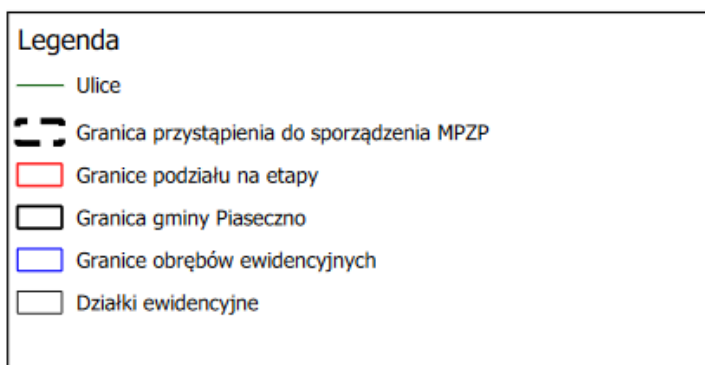 Legenda
Ulice
Granica przystąpienia do sporządzenia MPZP
Granice podziału na etapy
Granica gminy Piaseczno
Granice obrębów ewidencyjnych
Działki ewidencyjne